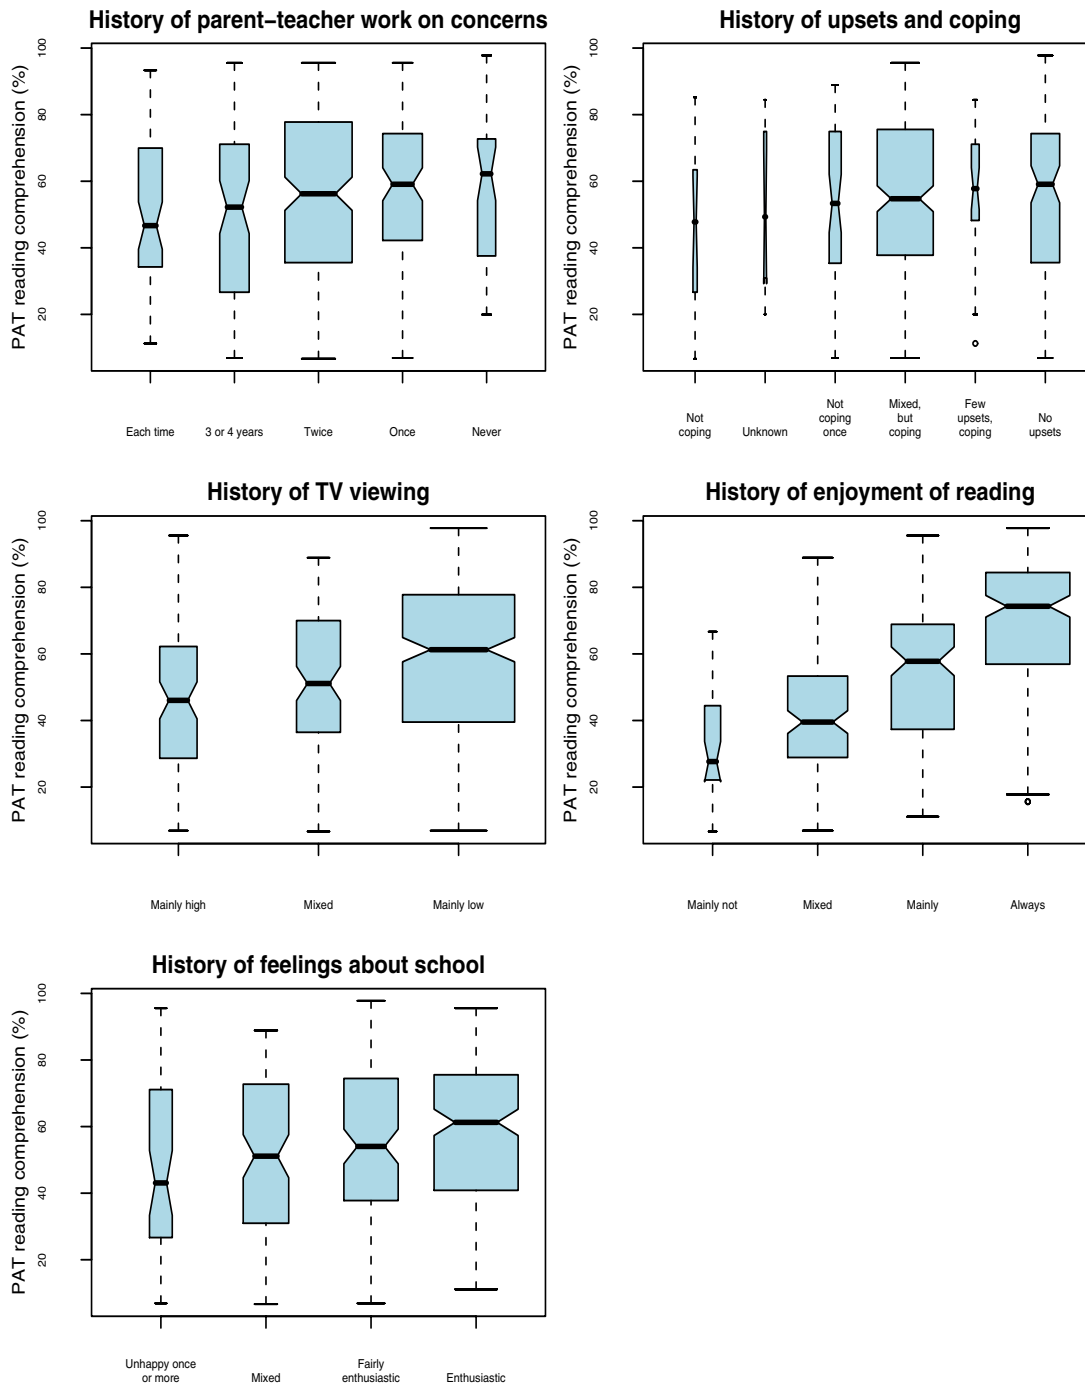 History of parent−teacher work on concerns
PAT reading comprehension (%)
100
80
60
40
20
Each time
3 or 4 years
Twice
Once
Never
History of upsets and coping
PAT reading comprehension (%)
100
80
60
40
20
Not
coping
Unknown
Not
coping
once
Mixed,
but
coping
Few
upsets,
coping
No
upsets
History of TV viewing
PAT reading comprehension (%)
100
80
60
40
20
Mainly high
Mixed
Mainly low
History of enjoyment of reading
PAT reading comprehension (%)
100
80
60
40
20
Mainly not
Mixed
Mainly
Always
History of feelings about school
PAT reading comprehension (%)
100
80
60
40
20
Unhappy once
or more
Mixed
Fairly
enthusiastic
Enthusiastic